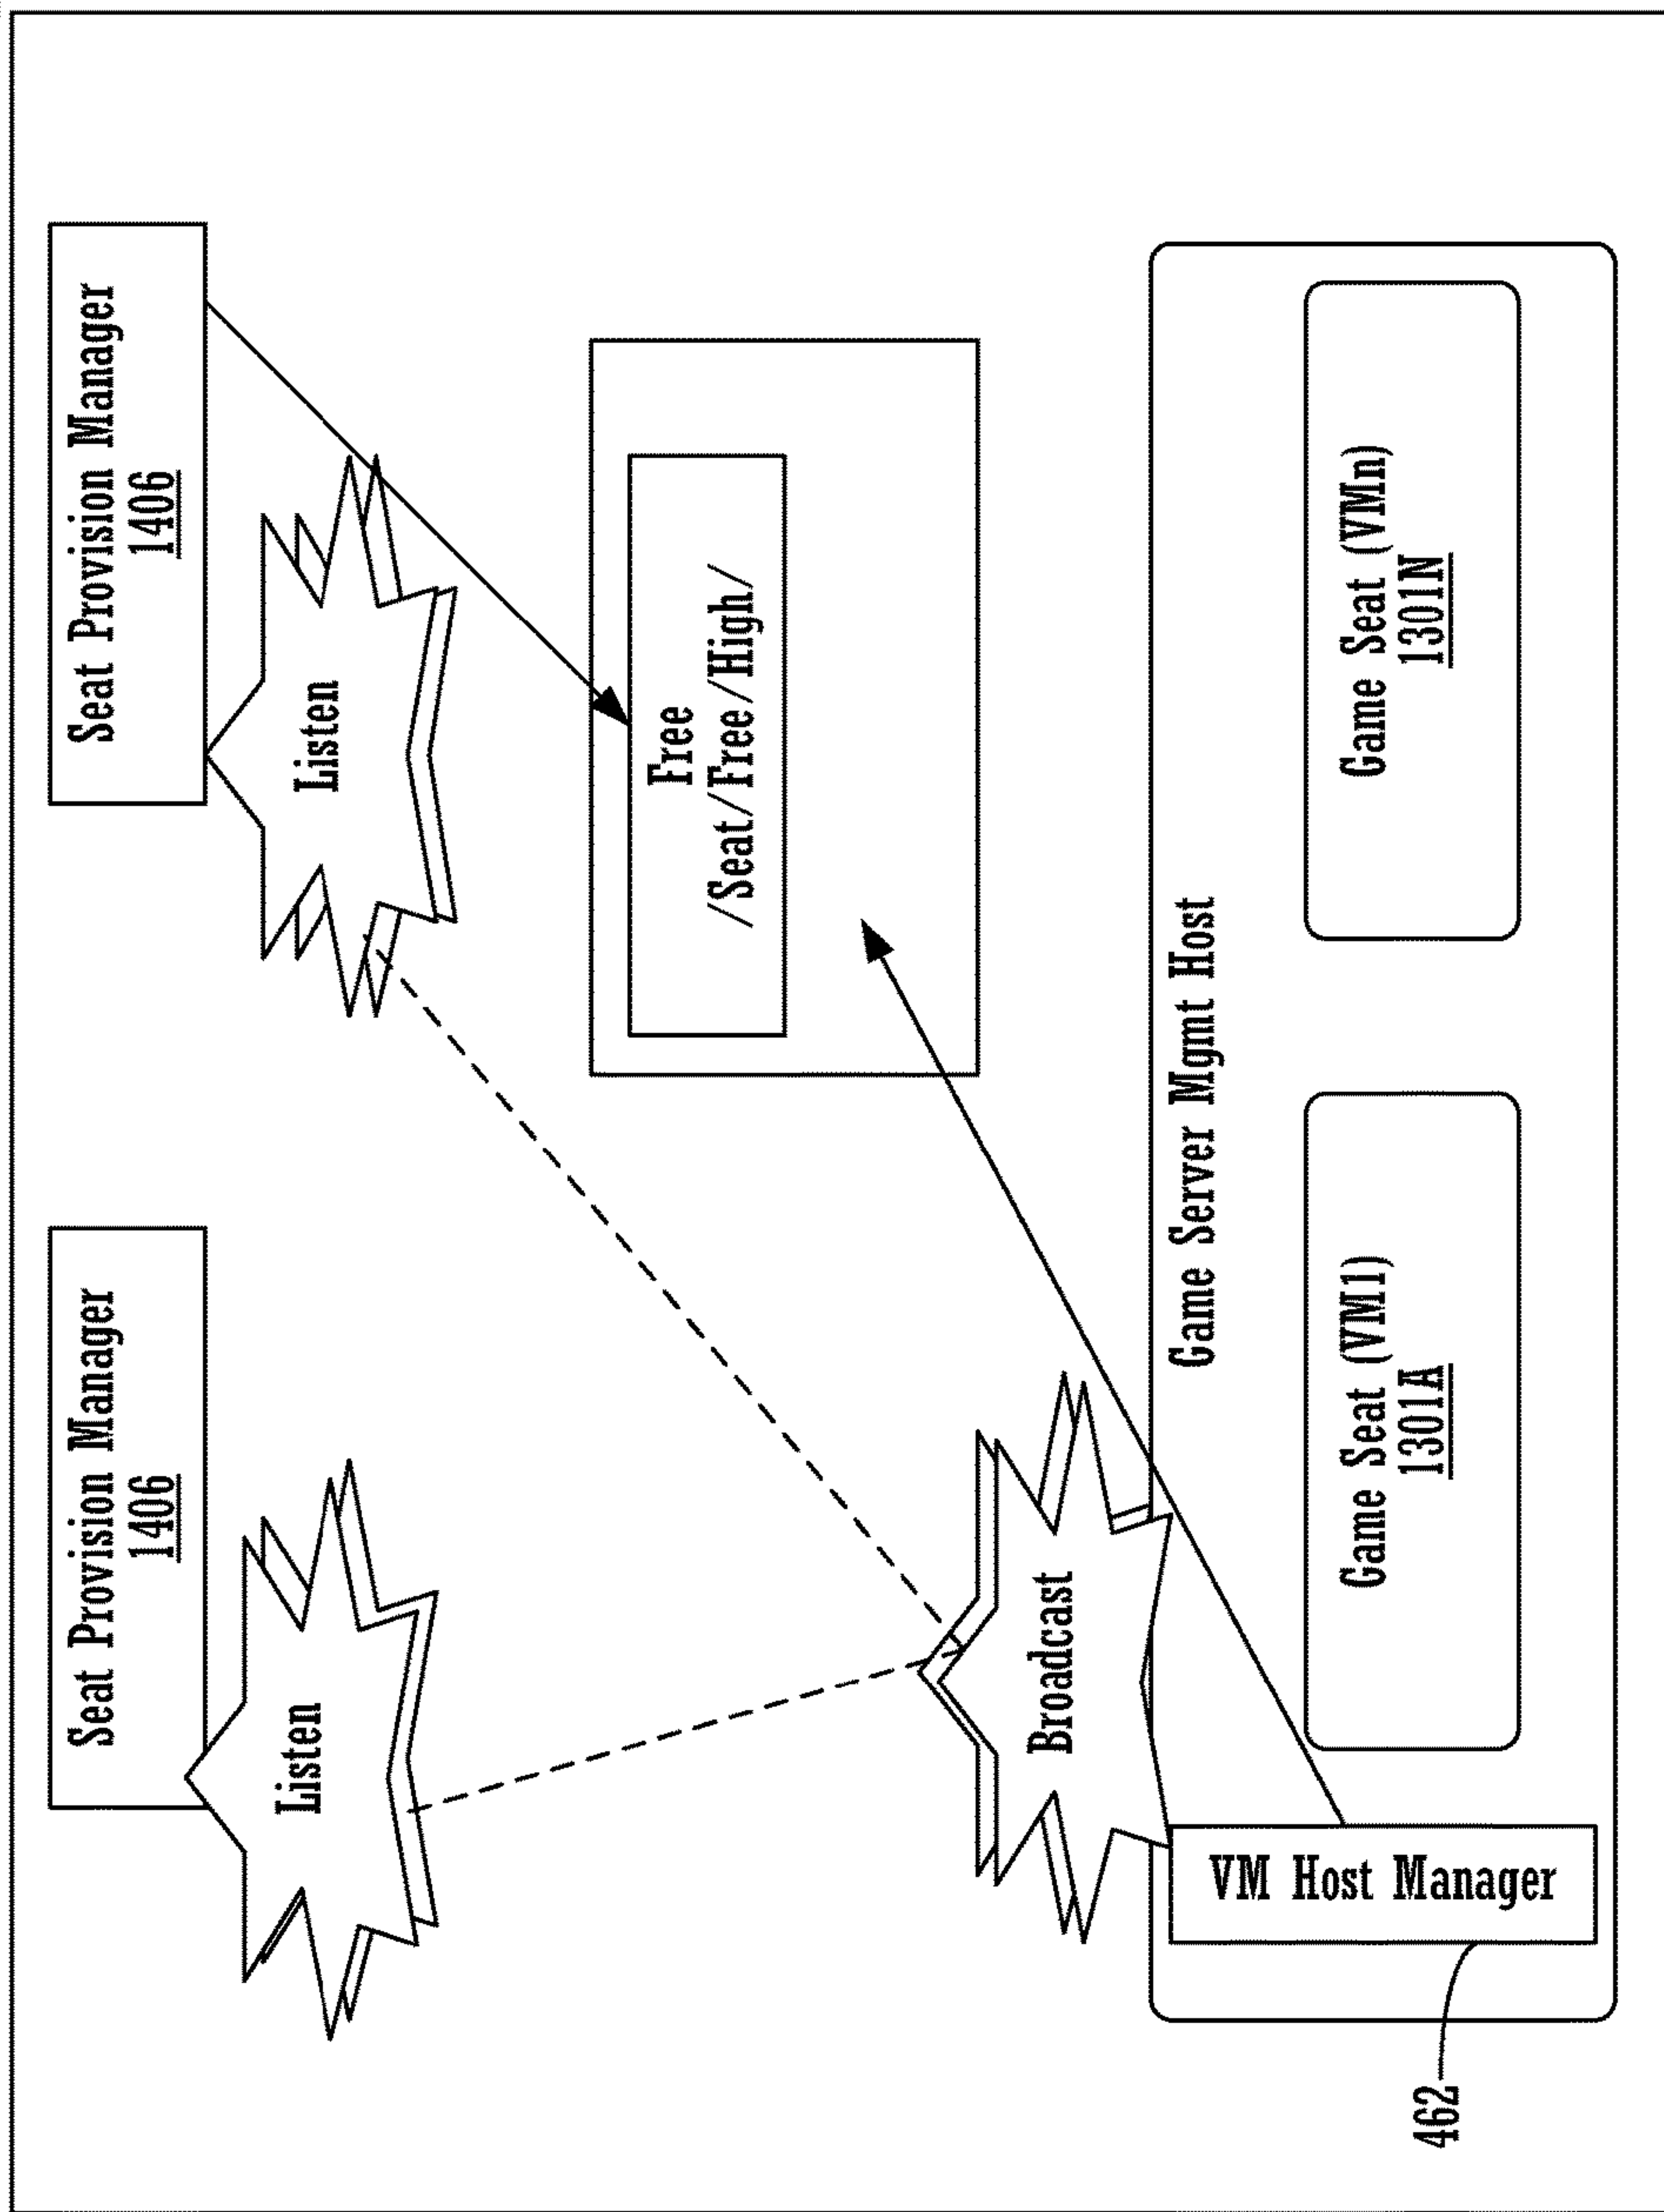 Seat Provision Manager
1406
Seat Provision Manager
1406
Listen
Listen
Free
/Seat/Free/High/
Broadcast
Game Server Mgmt Host
VM Host Manager
Game Seat (VM1)
1301A
Game Seat (VMn)
1301N
462